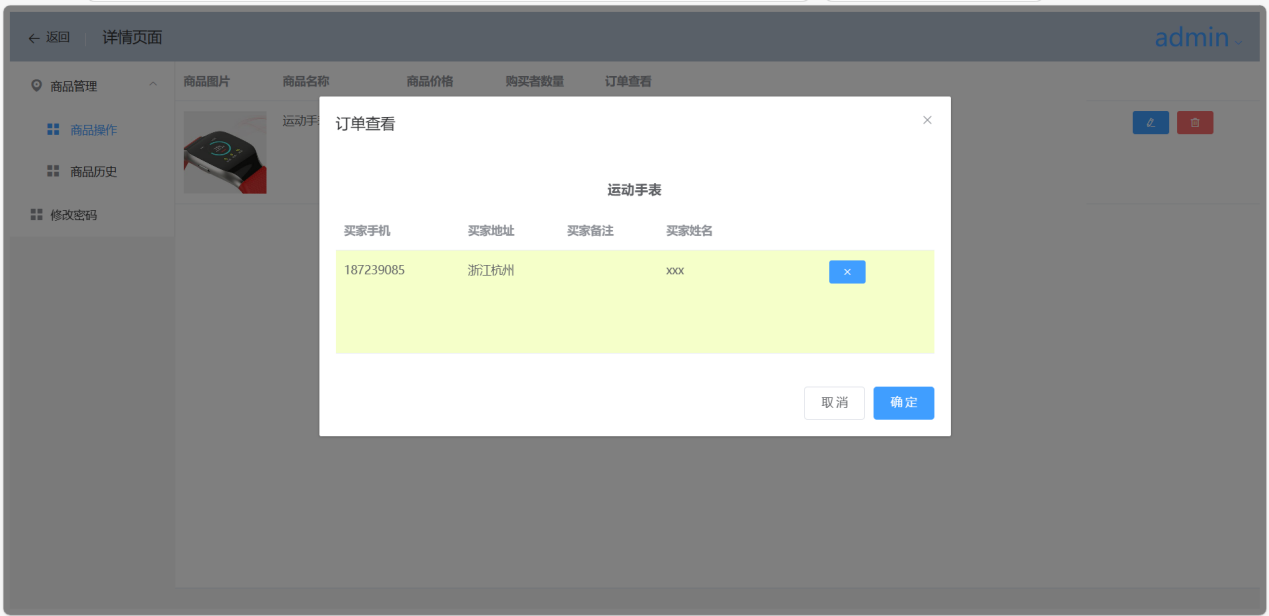 返回 详情页面 admin
商品管理
商品操作
商品历史
修改密码
商品图片 商品名称 商品价格 购买者数量 订单查看
运动手
订单查看
运动手表
买家手机 买家地址 买家备注 买家姓名
187239085 浙江杭州 xxx
取消 确定